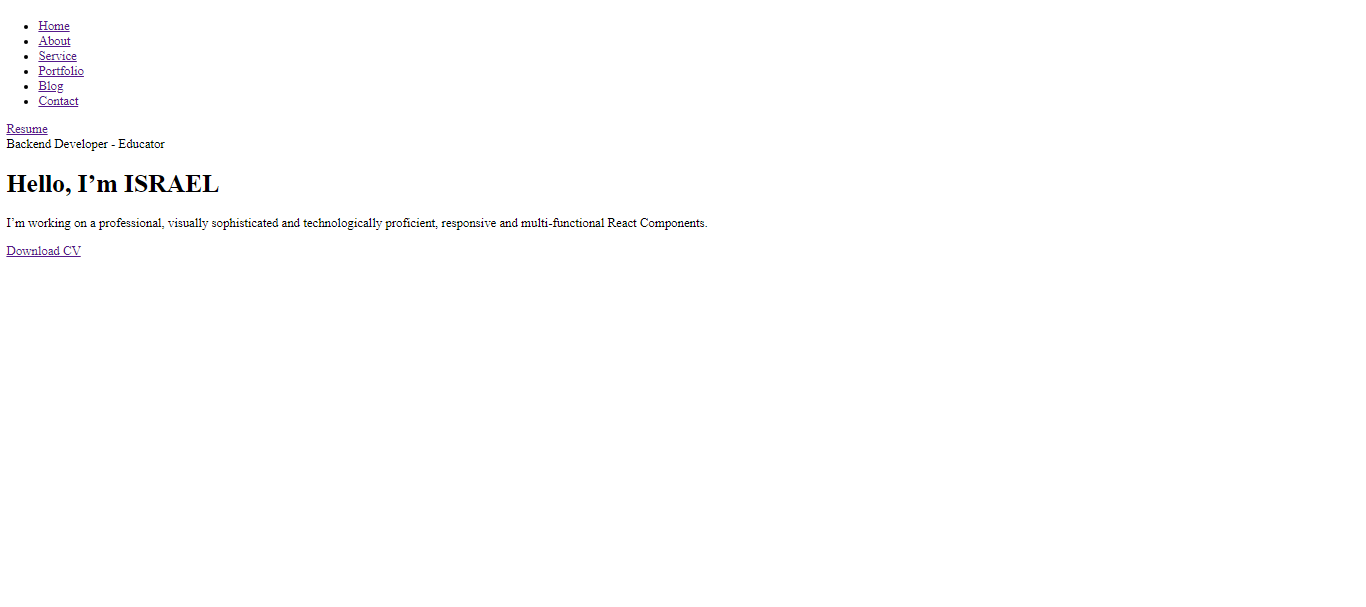 Home
About
Service
Portfolio
Blog
Contact
Resume
Backend Developer - Educator
Hello, I’m ISRAEL
I’m working on a professional, visually sophisticated and technologically proficient, responsive and multi-functional React Components.
Download CV